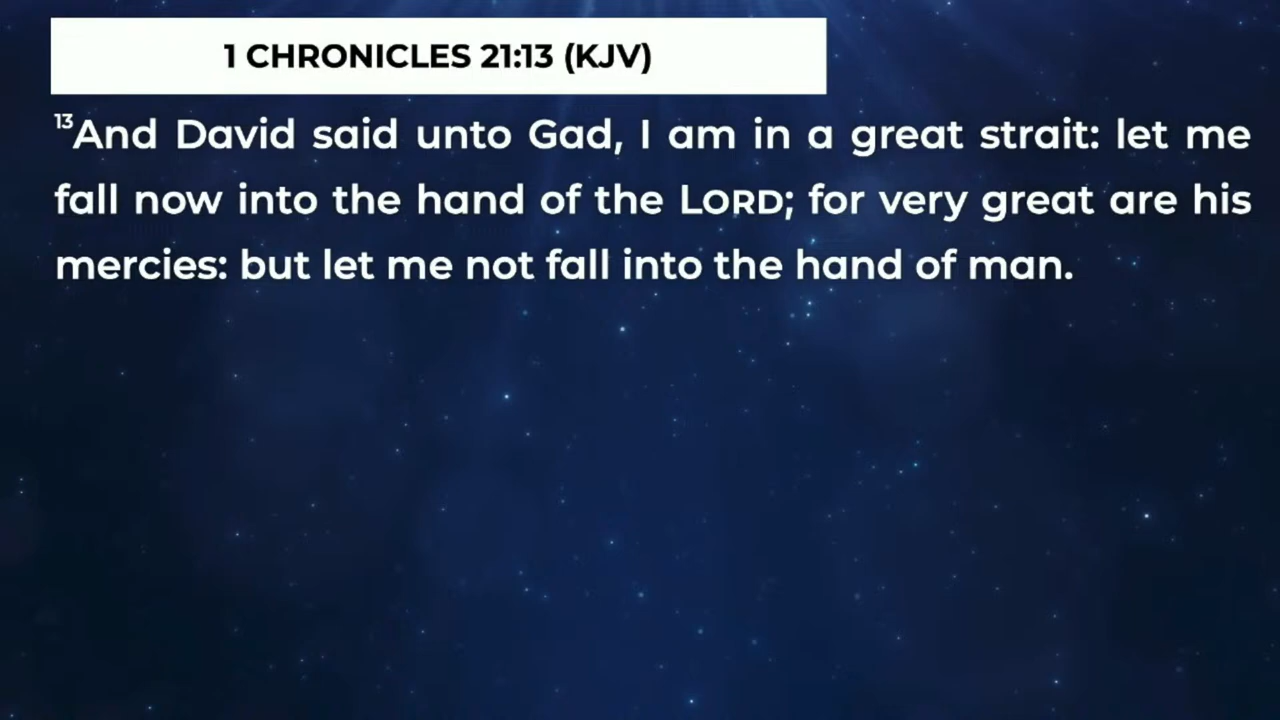 1 CHRONICLES 21:13 (KJV)
13And David said unto Gad, I am in a great strait: let me
fall now into the hand of the LORD; for very great are his
mercies: but let me not fall into the hand of man.